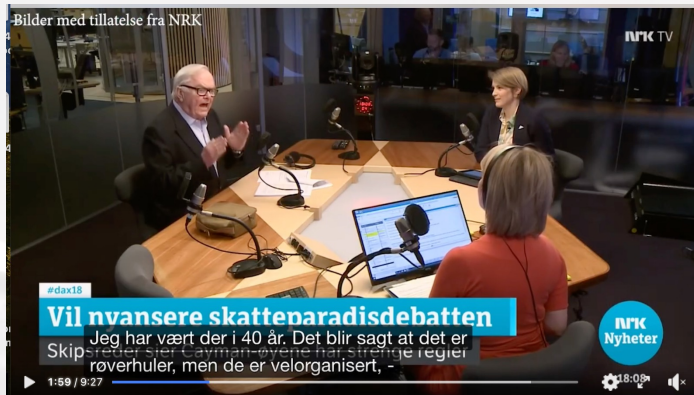 Bilder med tillatelse fra NRK
NRK TV
#dax18
Vil nyansere skatteparadisdebatten
Skipsreder sier Cayman-øyene har strenge regler
Jeg har vært der i 40 år. Det blir sagt at det er
røverhuler, men de er velorganisert, -
NRK
Nyheter
1:59 / 9:27
18:08